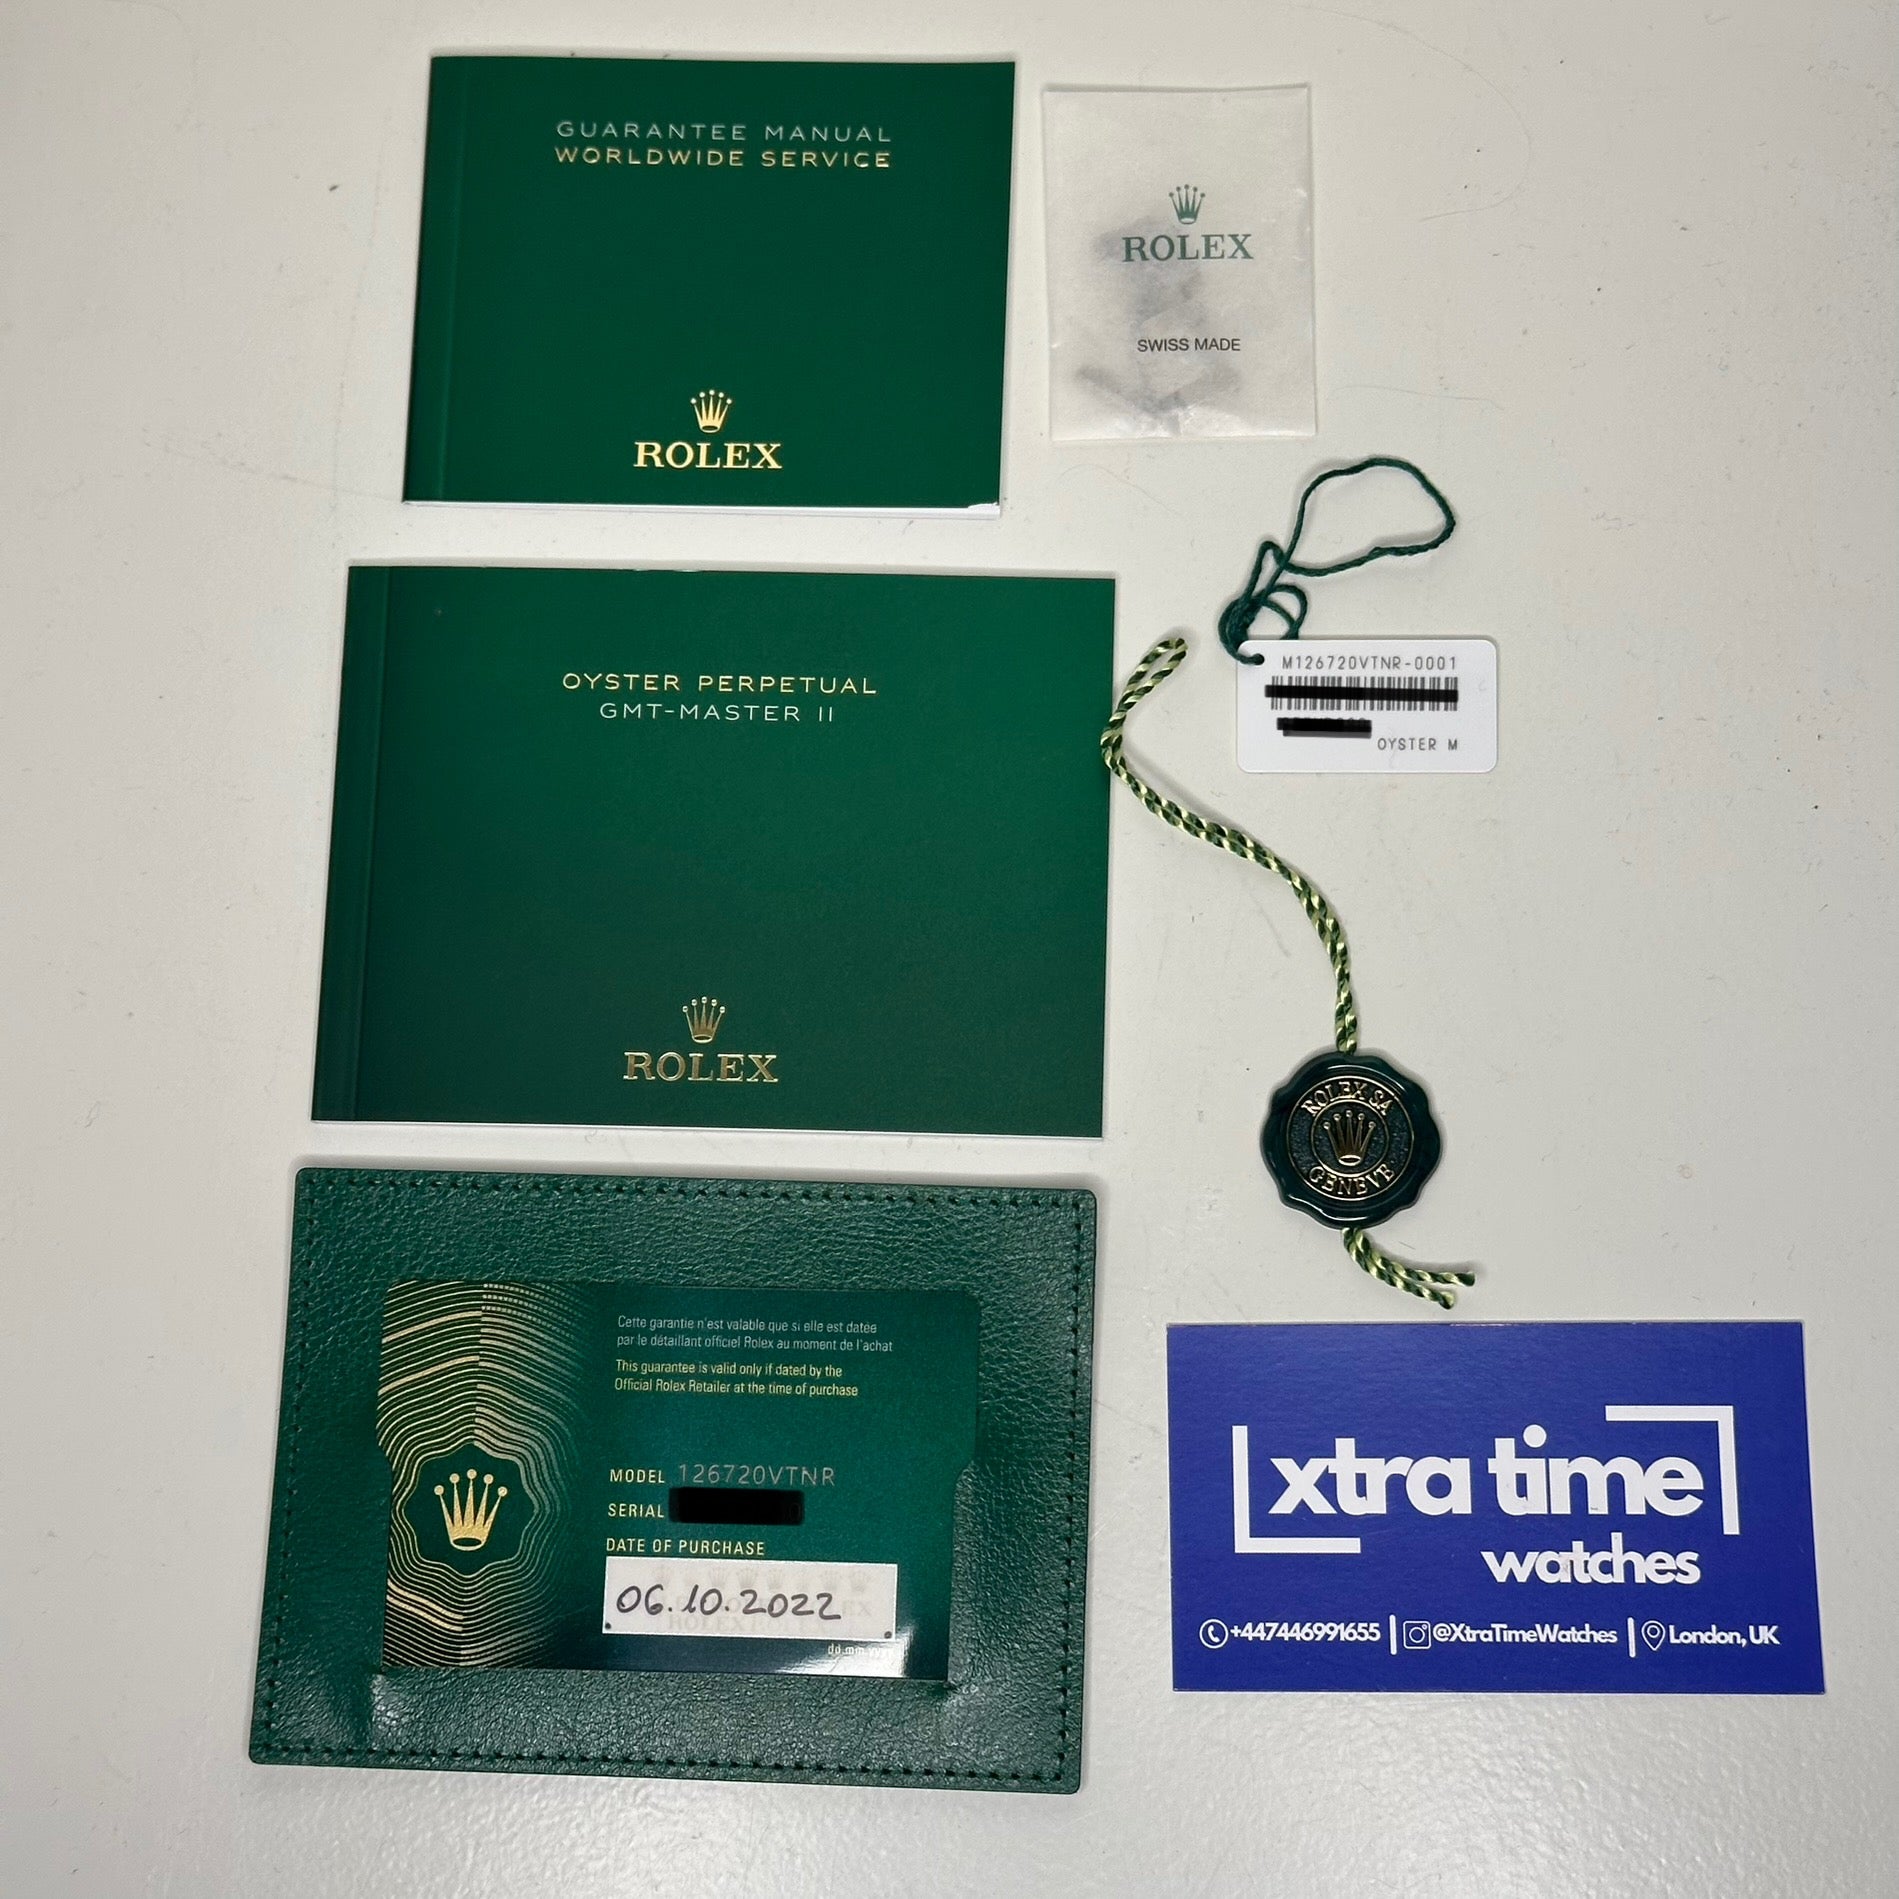 GUARANTEE MANUAL
WORLDWIDE SERVICE
ROLEX
ROLEX
SWISS MADE
OYSTER PERPETUAL
GMT-MASTER II
ROLEX
M126720VTNR-0001
OYSTER M
ROLEX SA
GENEVE
Cette garantie n'est valable que si elle est datée
par le détaillant officiel Rolex au moment de l'achat
This guarantee is valid only if dated by the
Official Rolex Retailer at the time of purchase
MODEL 126720VTNR
SERIAL
DATE OF PURCHASE
06.10.2022
dd.mm.yyyy
xtra time
watches
+447446991655 | @XtraTimeWatches | London, UK